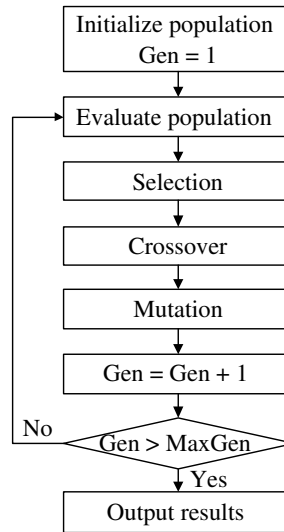 Initialize population
Gen = 1
Evaluate population
Selection
Crossover
Mutation
Gen = Gen + 1
No
Gen > MaxGen
Yes
Output results